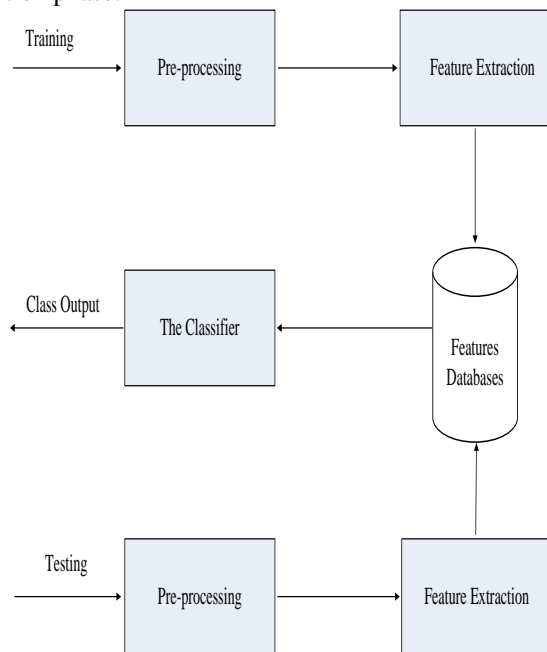 Training
Pre-processing
Feature Extraction
Class Output
The Classifier
Features
Databases
Testing
Pre-processing
Feature Extraction